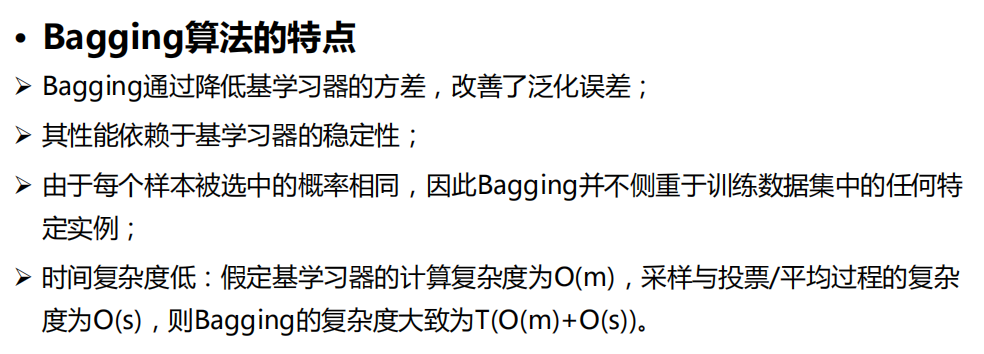 • Bagging算法的特点
➢ Bagging通过降低基学习器的方差，改善了泛化误差；
➢ 其性能依赖于基学习器的稳定性；
➢ 由于每个样本被选中的概率相同，因此Bagging并不侧重于训练数据集中的任何特
定实例；
➢ 时间复杂度低：假定基学习器的计算复杂度为O(m)，采样与投票/平均过程的复杂
度为O(s)，则Bagging的复杂度大致为T(O(m)+O(s))。